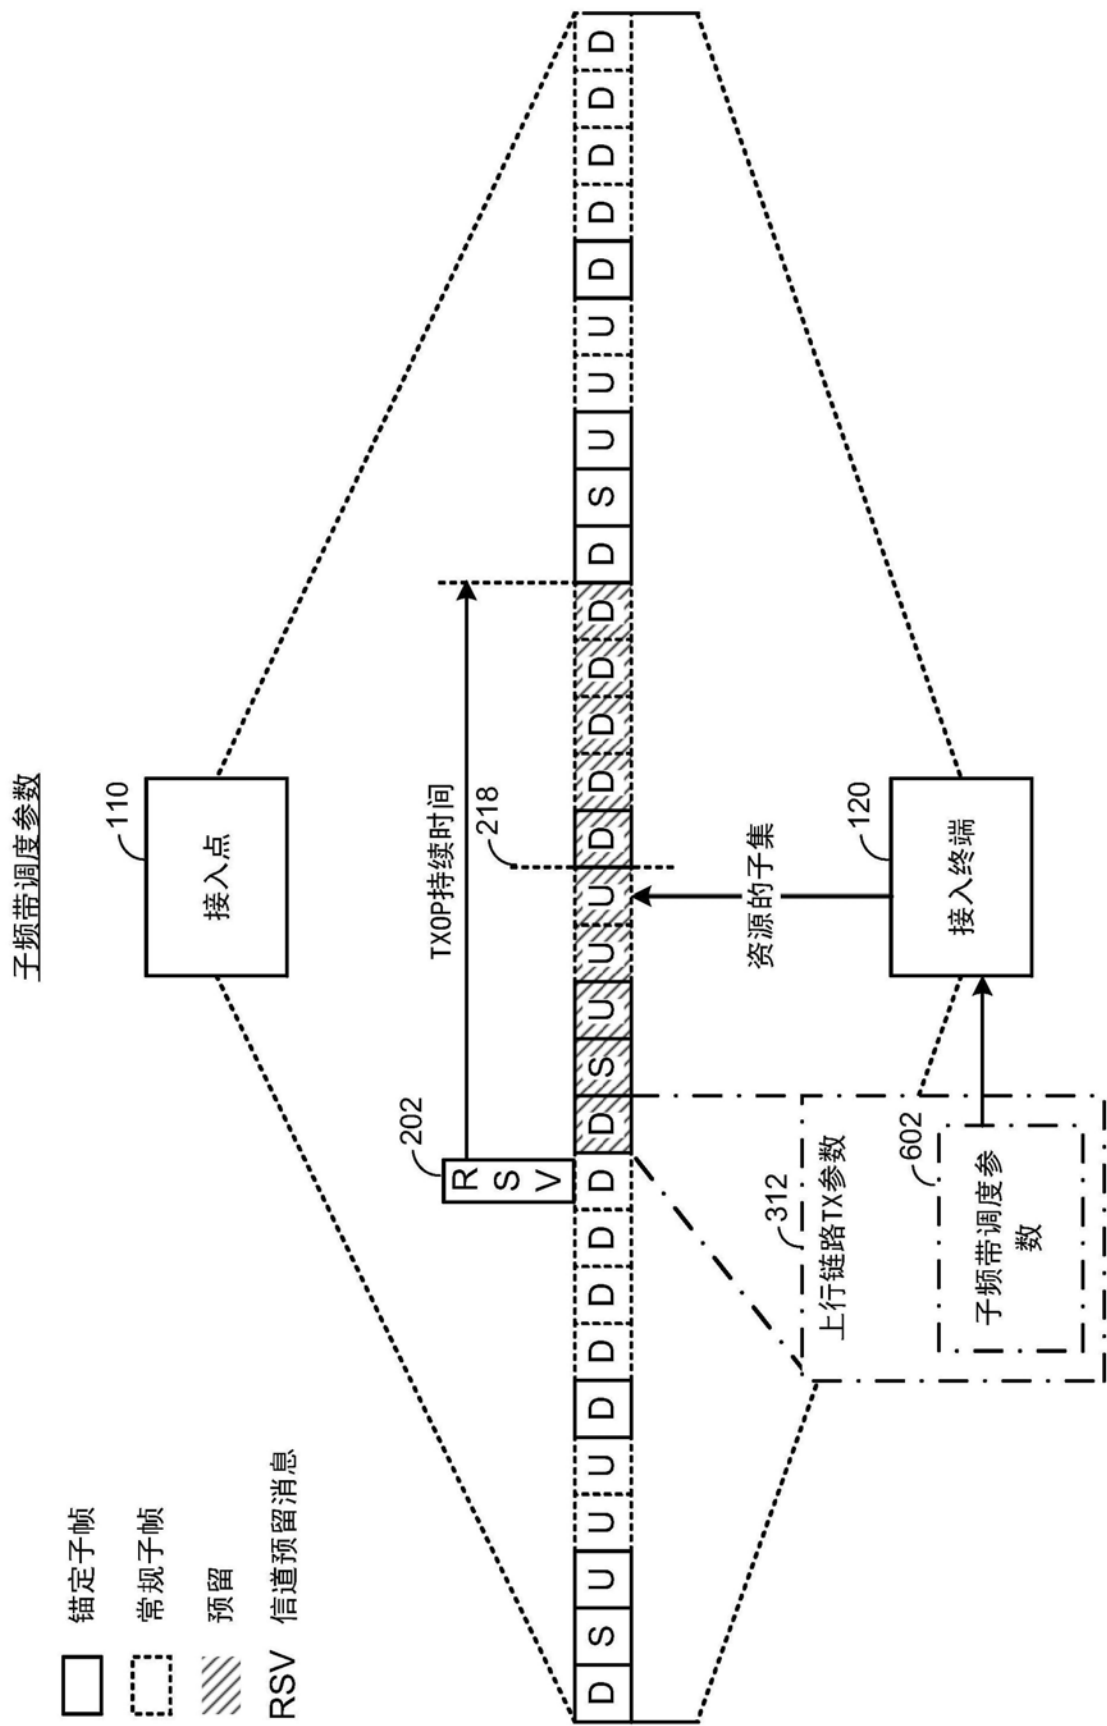 子频带调度参数
锚定子帧
常规子帧
预留
RSV 信道预留消息
110
接入点
TXOP持续时间
202
R
S
V
218
D S U U U D D D D D D S U U U D D D D D D S U U U D D D D D
资源的子集
312
上行链路TX参数
120
接入终端
602
子频带调度参
数